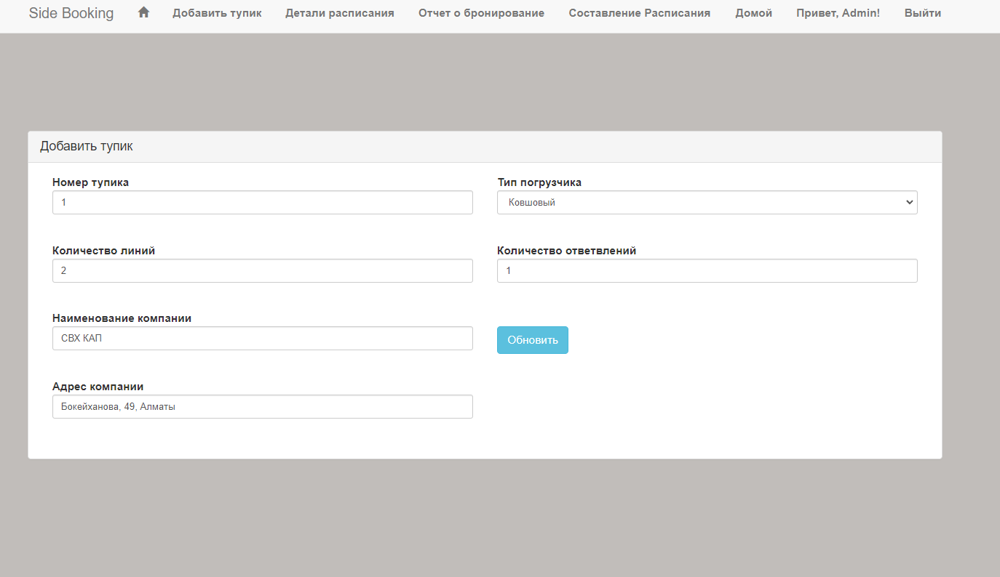 Side Booking Добавить тупик Детали расписания Отчет о бронирование Составление Расписания Домой Привет, Admin! Выйти
Добавить тупик
Номер тупика Тип погрузчика
1 Ковшовый
Количество линий Количество ответвлений
2 1
Наименование компании
СВХ КАП Обновить
Адрес компании
Бокейханова, 49, Алматы